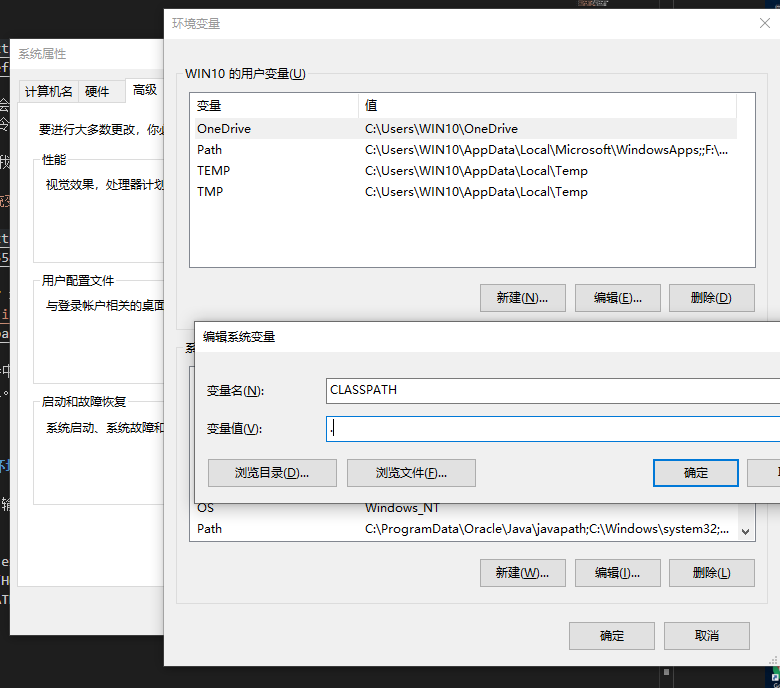 环境变量
系统属性
计算机名 硬件 高级
要进行大多数更改，你必
性能
视觉效果，处理器计划
用户配置文件
与登录帐户相关的桌面
启动和故障恢复
系统启动、系统故障和
WIN10 的用户变量(U)
变量 值
OneDrive C:\Users\WIN10\OneDrive
Path C:\Users\WIN10\AppData\Local\Microsoft\WindowsApps;;F:\...
TEMP C:\Users\WIN10\AppData\Local\Temp
TMP C:\Users\WIN10\AppData\Local\Temp
新建(N)... 编辑(E)... 删除(D)
编辑系统变量
变量名(N): CLASSPATH
变量值(V): .
浏览目录(D)... 浏览文件(F)... 确定
OS Windows_NT
Path C:\ProgramData\Oracle\Java\javapath;C:\Windows\system32;...
新建(W)... 编辑(I)... 删除(L)
确定 取消